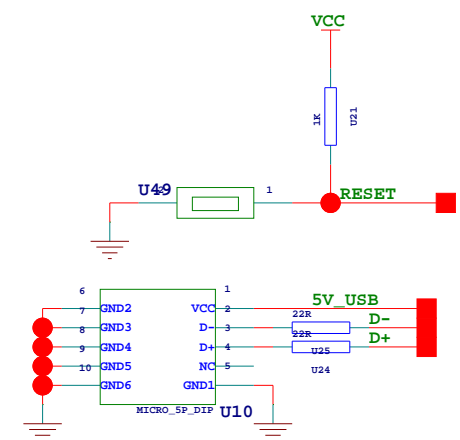 VCC
1K
U21
U49
2
1
RESET
6
1
7
GND2
VCC
2
5V_USB
8
GND3
D-
3
22R
D-
9
GND4
D+
4
22R
D+
10
GND5
NC
5
U25
GND6
GND1
U24
MICRO_5P_DIP
U10